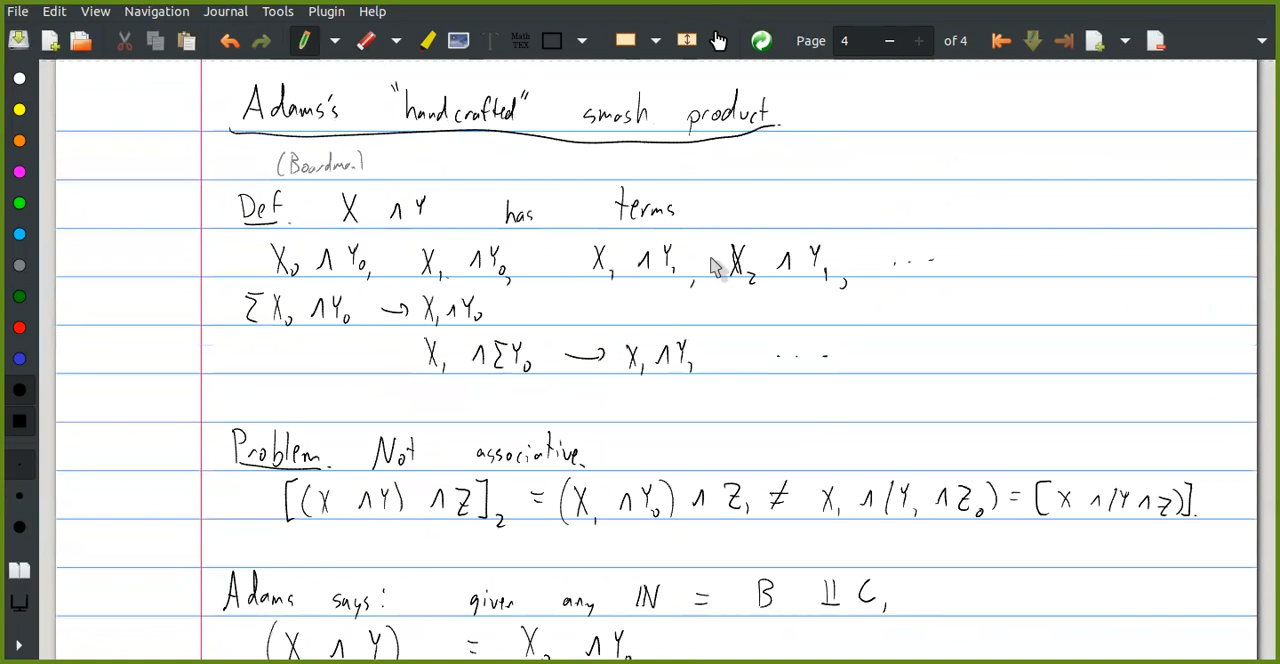 File Edit View Navigation Journal Tools Plugin Help
Math TEX Page 4 − + of 4
Adams's "handcrafted" smash product
(Boardman)
Def. X ∧ Y has terms
X₀ ∧ Y₀, X₁ ∧ Y₀, X₁ ∧ Y₁, X₂ ∧ Y₁, ...
ΣX₀ ∧ Y₀ → X₁ ∧ Y₀
X₁ ∧ ΣY₀ → X₁ ∧ Y₁ ...
Problem. Not associative.
[(X ∧ Y) ∧ Z]₂ = (X₁ ∧ Y₀) ∧ Z₁ ≠ X₁ ∧ (Y₁ ∧ Z₀) = [X ∧ (Y ∧ Z)].
Adams says: given any ℕ = B ⨿ C,
(X ∧ Y) = X ∧ Y